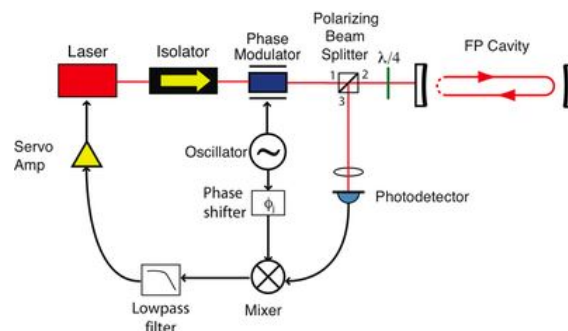 Laser
Isolator
Phase
Modulator
Polarizing
Beam
Splitter
λ/4
FP Cavity
1
2
3
Servo
Amp
Oscillator
Phase
shifter
ϕ
Photodetector
Mixer
Lowpass
filter